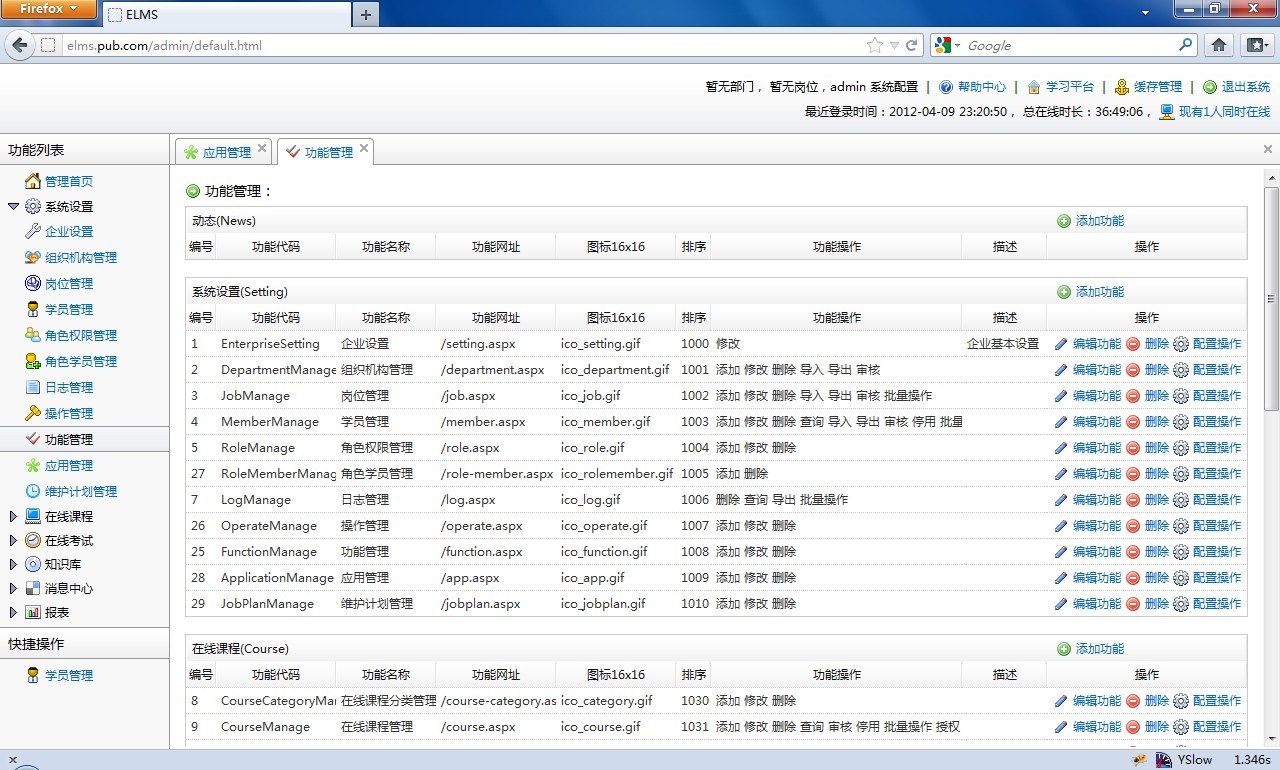 Firefox
ELMS
elms.pub.com/admin/default.html
Google
暂无部门， 暂无岗位，admin 系统配置 | 帮助中心 | 学习平台 | 缓存管理 | 退出系统
最近登录时间：2012-04-09 23:20:50， 总在线时长：36:49:06， 现有1人同时在线
功能列表
管理首页
系统设置
企业设置
组织机构管理
岗位管理
学员管理
角色权限管理
角色学员管理
日志管理
操作管理
功能管理
应用管理
维护计划管理
在线课程
在线考试
知识库
消息中心
报表
快捷操作
学员管理
应用管理 功能管理
功能管理：
动态(News) 添加功能
编号 功能代码 功能名称 功能网址 图标16x16 排序 功能操作 描述 操作
系统设置(Setting) 添加功能
编号 功能代码 功能名称 功能网址 图标16x16 排序 功能操作 描述 操作
1 EnterpriseSetting 企业设置 /setting.aspx ico_setting.gif 1000 修改 企业基本设置 编辑功能 删除 配置操作
2 DepartmentManage 组织机构管理 /department.aspx ico_department.gif 1001 添加 修改 删除 导入 导出 审核 编辑功能 删除 配置操作
3 JobManage 岗位管理 /job.aspx ico_job.gif 1002 添加 修改 删除 导入 导出 审核 批量操作 编辑功能 删除 配置操作
4 MemberManage 学员管理 /member.aspx ico_member.gif 1003 添加 修改 删除 查询 导入 导出 审核 停用 批量 编辑功能 删除 配置操作
5 RoleManage 角色权限管理 /role.aspx ico_role.gif 1004 添加 修改 删除 编辑功能 删除 配置操作
27 RoleMemberManag 角色学员管理 /role-member.aspx ico_rolemember.gif 1005 添加 删除 编辑功能 删除 配置操作
7 LogManage 日志管理 /log.aspx ico_log.gif 1006 删除 查询 导出 批量操作 编辑功能 删除 配置操作
26 OperateManage 操作管理 /operate.aspx ico_operate.gif 1007 添加 修改 删除 编辑功能 删除 配置操作
25 FunctionManage 功能管理 /function.aspx ico_function.gif 1008 添加 修改 删除 编辑功能 删除 配置操作
28 ApplicationManage 应用管理 /app.aspx ico_app.gif 1009 添加 修改 删除 编辑功能 删除 配置操作
29 JobPlanManage 维护计划管理 /jobplan.aspx ico_jobplan.gif 1010 添加 修改 删除 编辑功能 删除 配置操作
在线课程(Course) 添加功能
编号 功能代码 功能名称 功能网址 图标16x16 排序 功能操作 描述 操作
8 CourseCategoryMa 在线课程分类管理 /course-category.as ico_category.gif 1030 添加 修改 删除 编辑功能 删除 配置操作
9 CourseManage 在线课程管理 /course.aspx ico_course.gif 1031 添加 修改 删除 查询 审核 停用 批量操作 授权 编辑功能 删除 配置操作
YSlow 1.346s